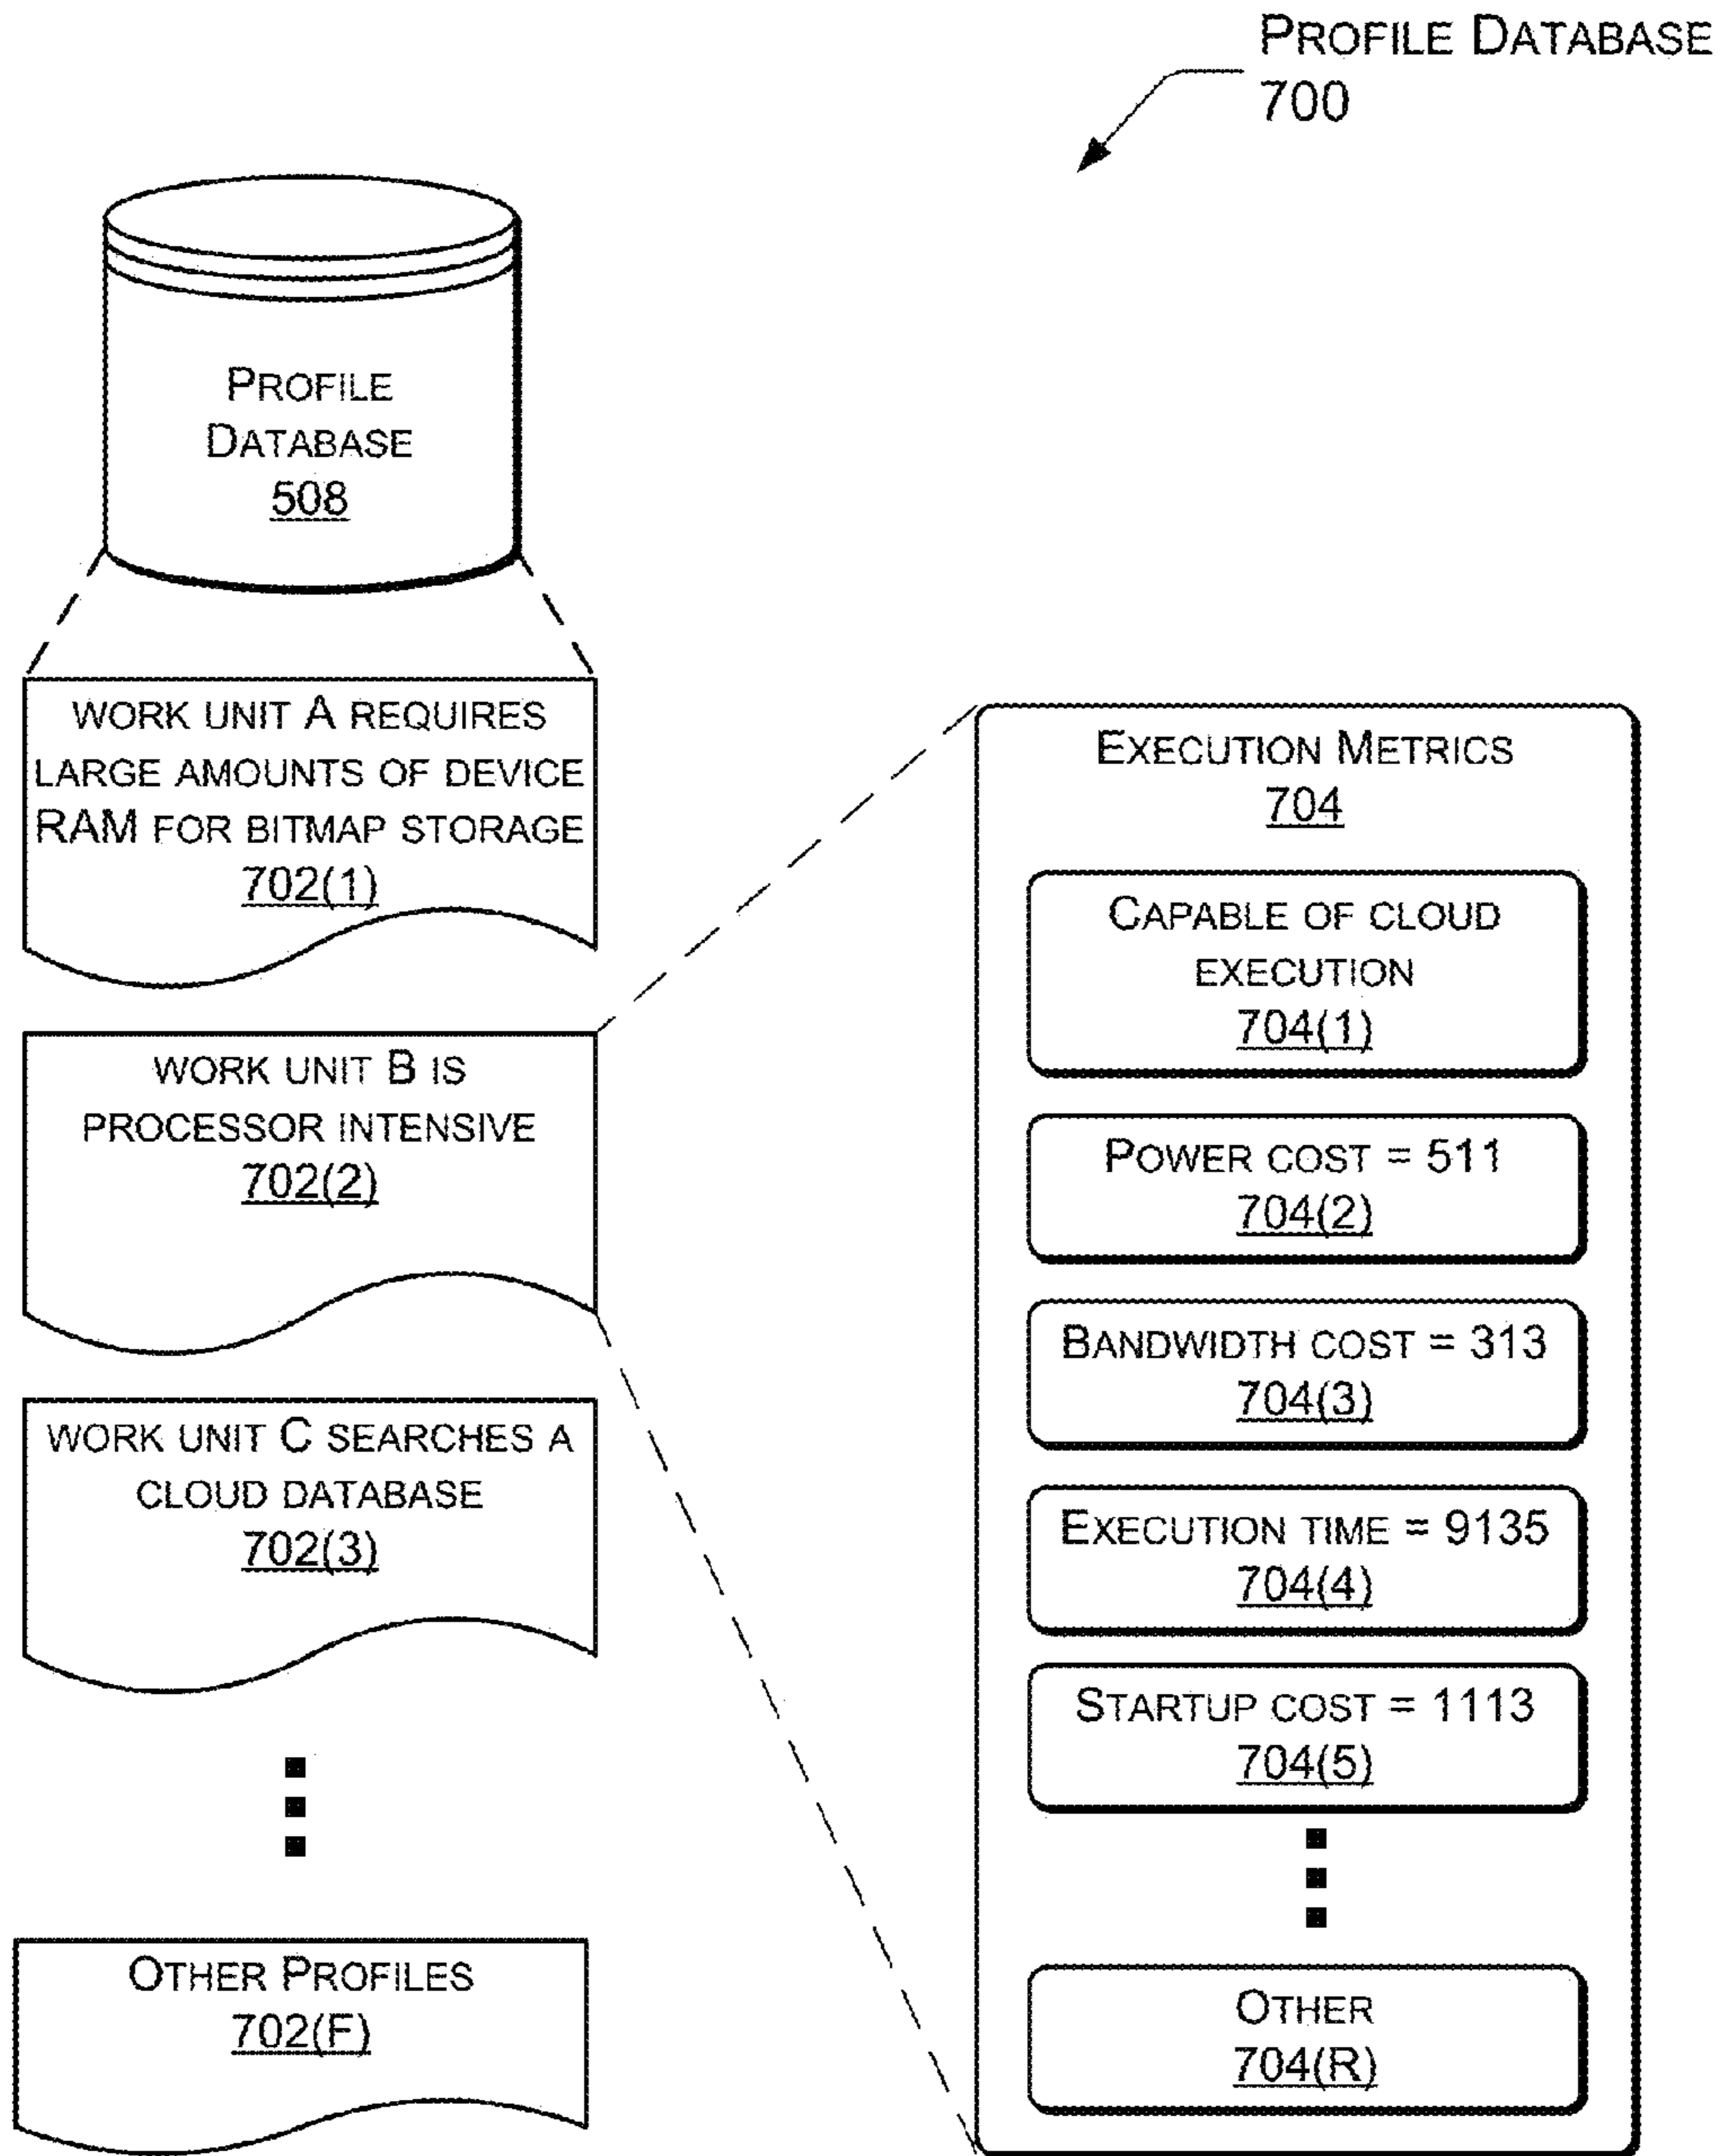 PROFILE DATABASE
700
PROFILE
DATABASE
508
WORK UNIT A REQUIRES
LARGE AMOUNTS OF DEVICE
RAM FOR BITMAP STORAGE
702(1)
WORK UNIT B IS
PROCESSOR INTENSIVE
702(2)
WORK UNIT C SEARCHES A
CLOUD DATABASE
702(3)
OTHER PROFILES
702(F)
EXECUTION METRICS
704
CAPABLE OF CLOUD
EXECUTION
704(1)
POWER COST = 511
704(2)
BANDWIDTH COST = 313
704(3)
EXECUTION TIME = 9135
704(4)
STARTUP COST = 1113
704(5)
OTHER
704(R)